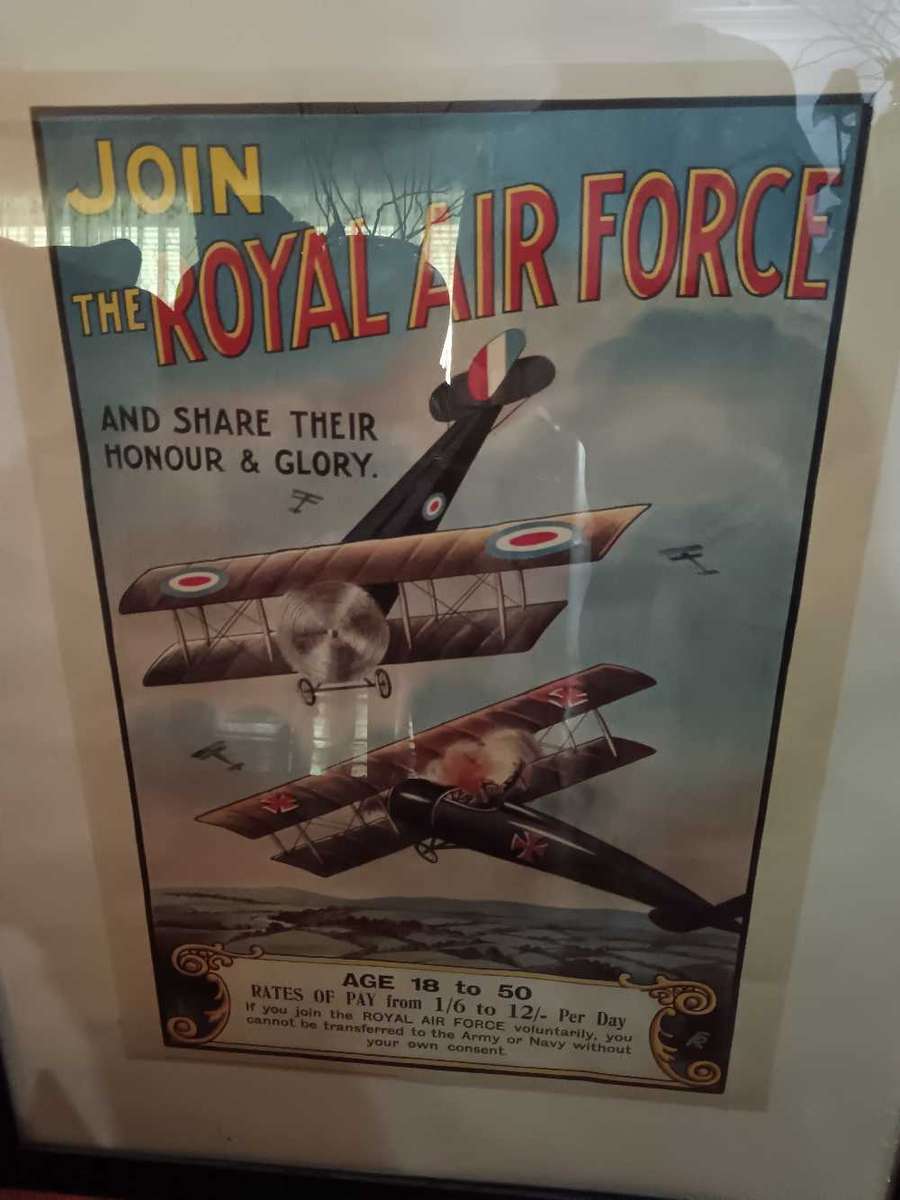 JOIN
THE ROYAL AIR FORCE
AND SHARE THEIR
HONOUR & GLORY.
AGE 18 to 50
RATES OF PAY from 1/6 to 12/- Per Day
If you join the ROYAL AIR FORCE voluntarily, you
cannot be transferred to the Army or Navy without
your own consent.